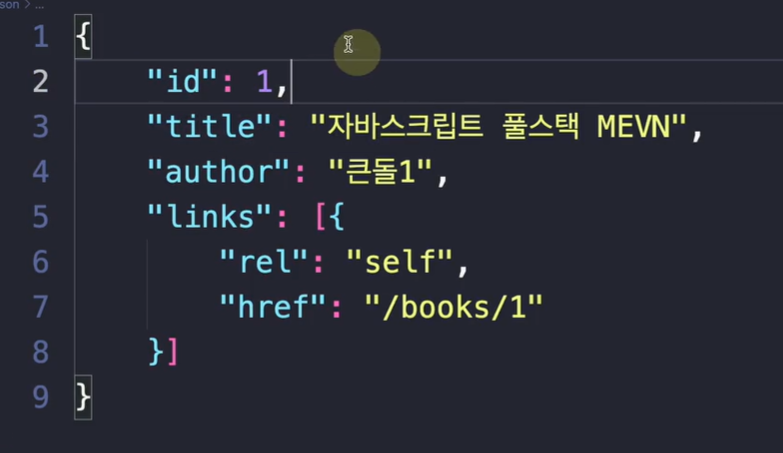 son > ...
1 {
2     "id": 1,
3     "title": "자바스크립트 풀스택 MEVN",
4     "author": "큰돌1",
5     "links": [{
6         "rel": "self",
7         "href": "/books/1"
8     }]
9 }